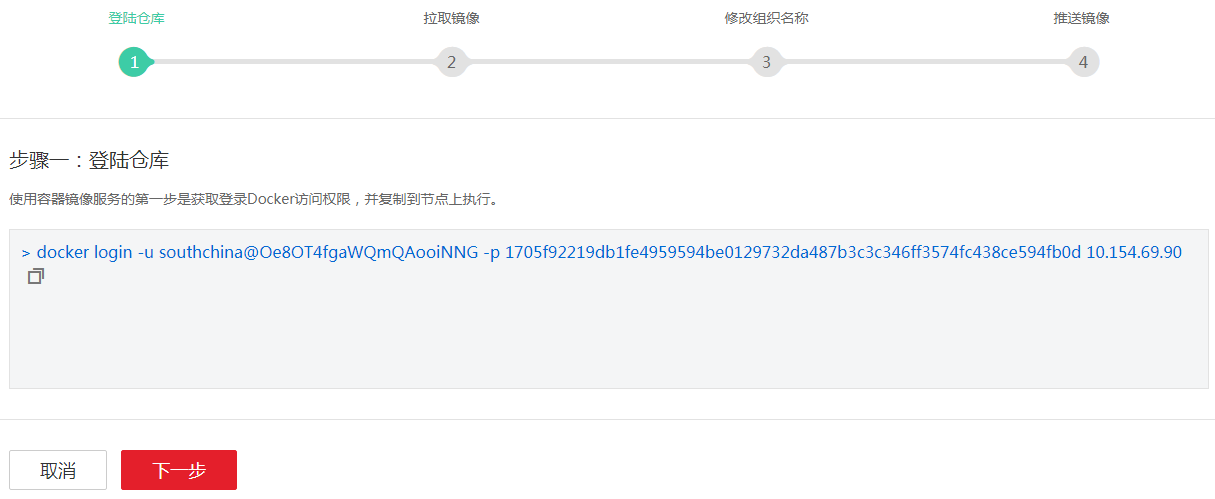 登陆仓库
拉取镜像
修改组织名称
推送镜像
1
2
3
4
步骤一：登陆仓库
使用容器镜像服务的第一步是获取登录Docker访问权限，并复制到节点上执行。
> docker login -u southchina@Oe8OT4fgaWQmQAooiNNG -p 1705f92219db1fe4959594be0129732da487b3c3c346ff3574fc438ce594fb0d 10.154.69.90
取消
下一步